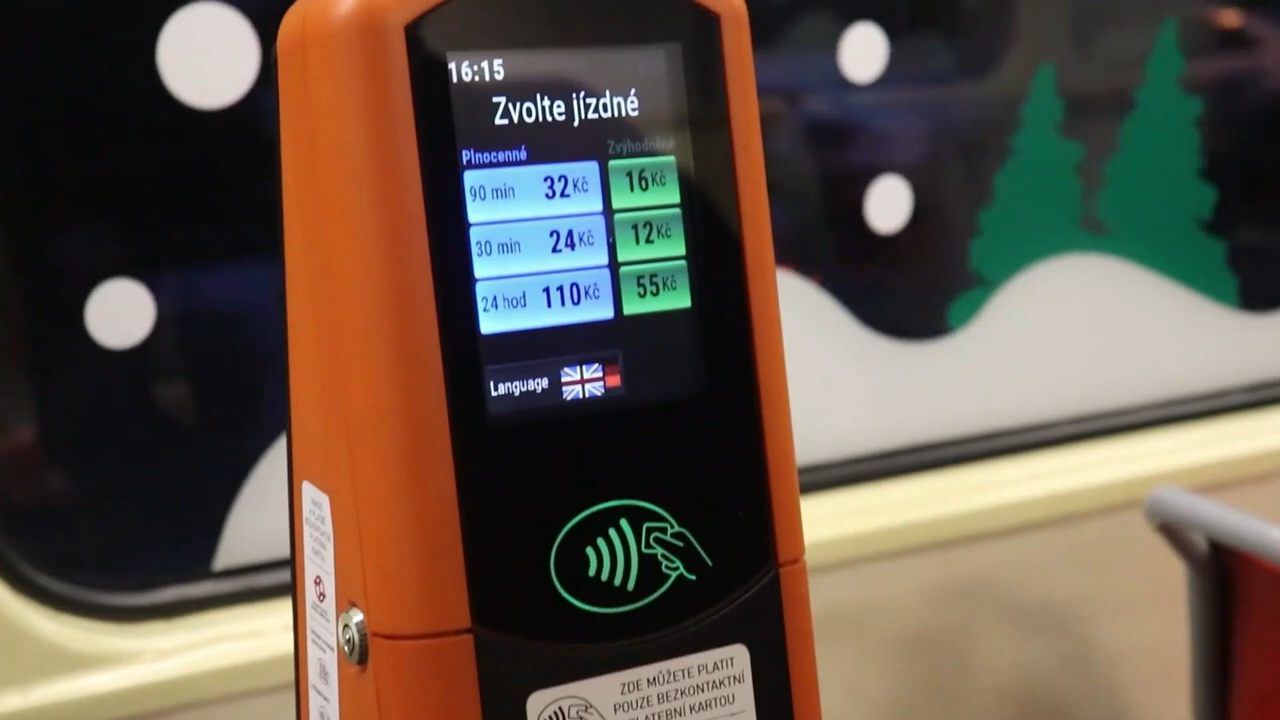 16:15
Zvolte jízdné
Plnocenné Zvýhodněné
90 min 32 Kč 16 Kč
30 min 24 Kč 12 Kč
24 hod 110 Kč 55 Kč
Language
ZDE MŮŽETE PLATIT
POUZE BEZKONTAKTNÍ
PLATEBNÍ KARTOU